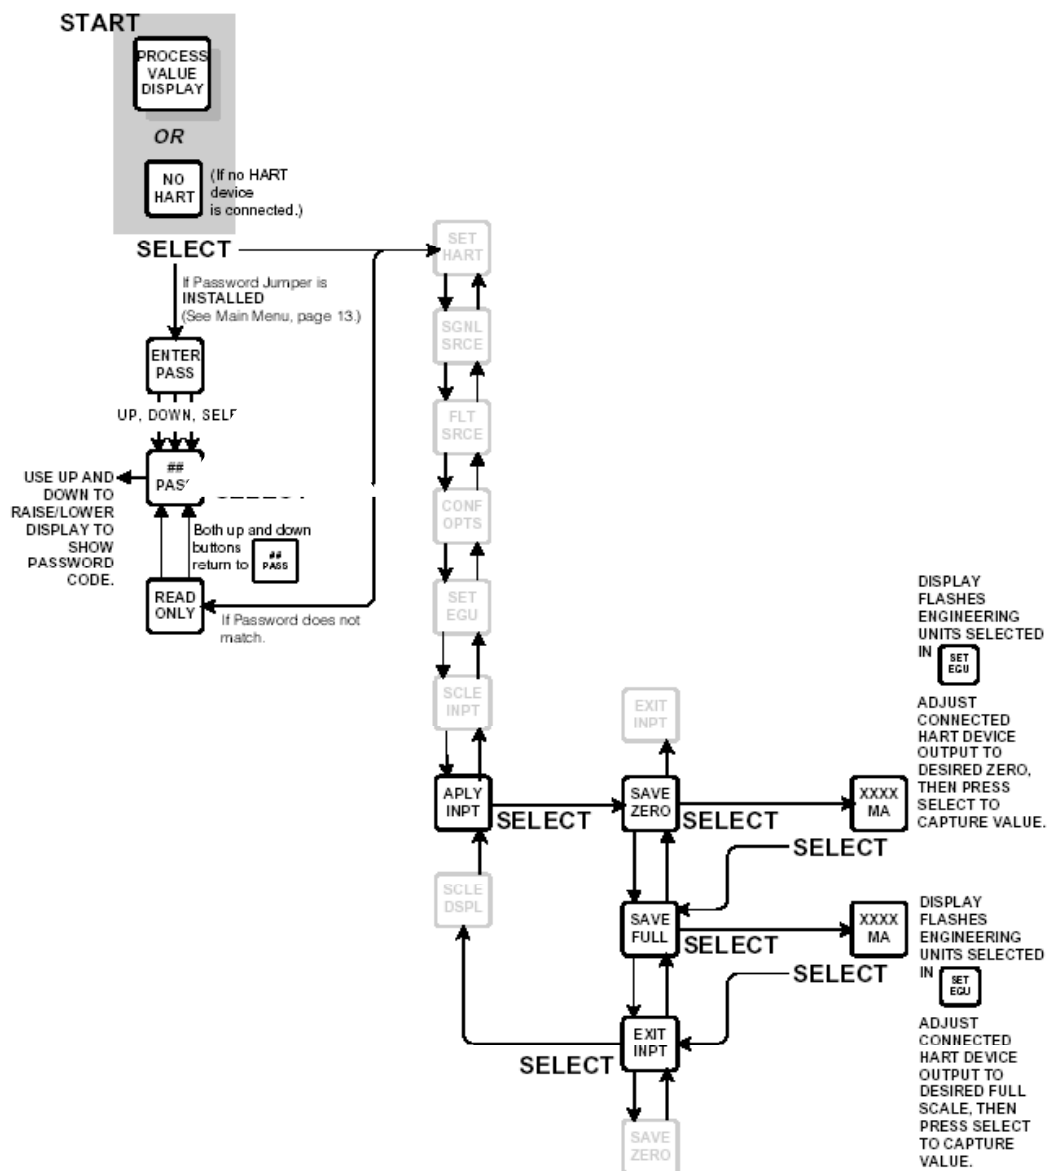 START
PROCESS
VALUE
DISPLAY
OR
NO
HART
(If no HART
device
is connected.)
SELECT
If Password Jumper is
INSTALLED
(See Main Menu, page 13.)
ENTER
PASS
UP, DOWN, SELF
##
PAS
USE UP AND
DOWN TO
RAISE/LOWER
DISPLAY TO
SHOW
PASSWORD
CODE.
Both up and down
buttons
return to
##
PASS
READ
ONLY
If Password does not
match.
SET
HART
SGNL
SRCE
FLT
SRCE
CONF
OPTS
SET
EGU
SCLE
INPT
APLY
INPT
SELECT
SCLE
DSPL
EXIT
INPT
SAVE
ZERO
SELECT
XXXX
MA
SELECT
SAVE
FULL
SELECT
XXXX
MA
SELECT
EXIT
INPT
SELECT
SAVE
ZERO
DISPLAY
FLASHES
ENGINEERING
UNITS SELECTED
IN
SET
EGU
ADJUST
CONNECTED
HART DEVICE
OUTPUT TO
DESIRED ZERO,
THEN PRESS
SELECT TO
CAPTURE VALUE.
DISPLAY
FLASHES
ENGINEERING
UNITS SELECTED
IN
SET
EGU
ADJUST
CONNECTED
HART DEVICE
OUTPUT TO
DESIRED FULL
SCALE, THEN
PRESS SELECT
TO CAPTURE
VALUE.